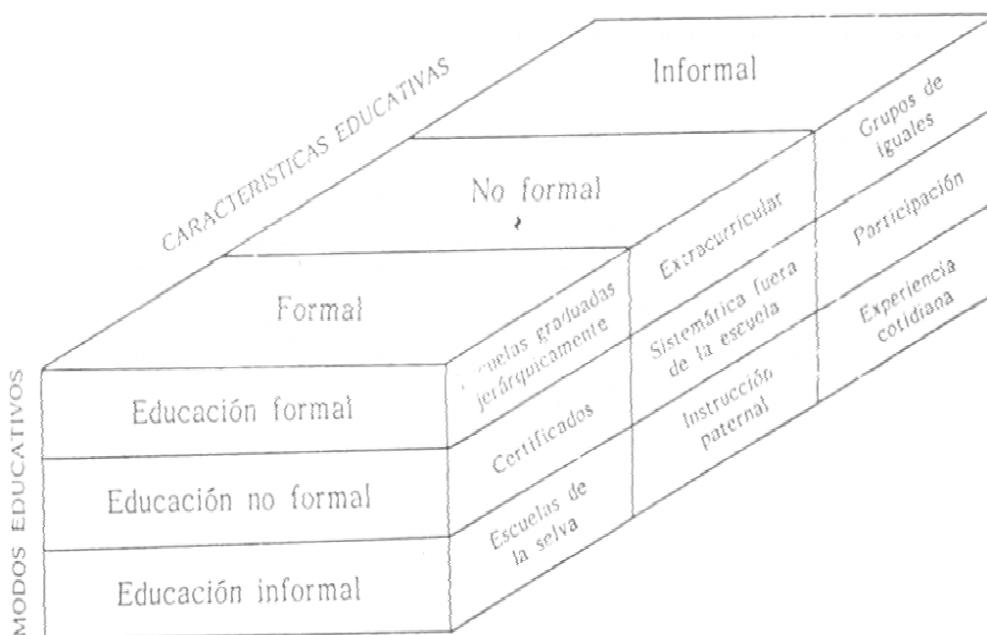 CARACTERISTICAS EDUCATIVAS
Informal
No formal
Formal
MODOS EDUCATIVOS
Educación formal
Educación no formal
Educación informal
graduadas
jerárquicamente
Extracurricular
Grupos de
iguales
Certificados
Sistemática fuera
de la escuela
Participación
Escuelas de
la selva
Instrucción
paternal
Experiencia
cotidiana